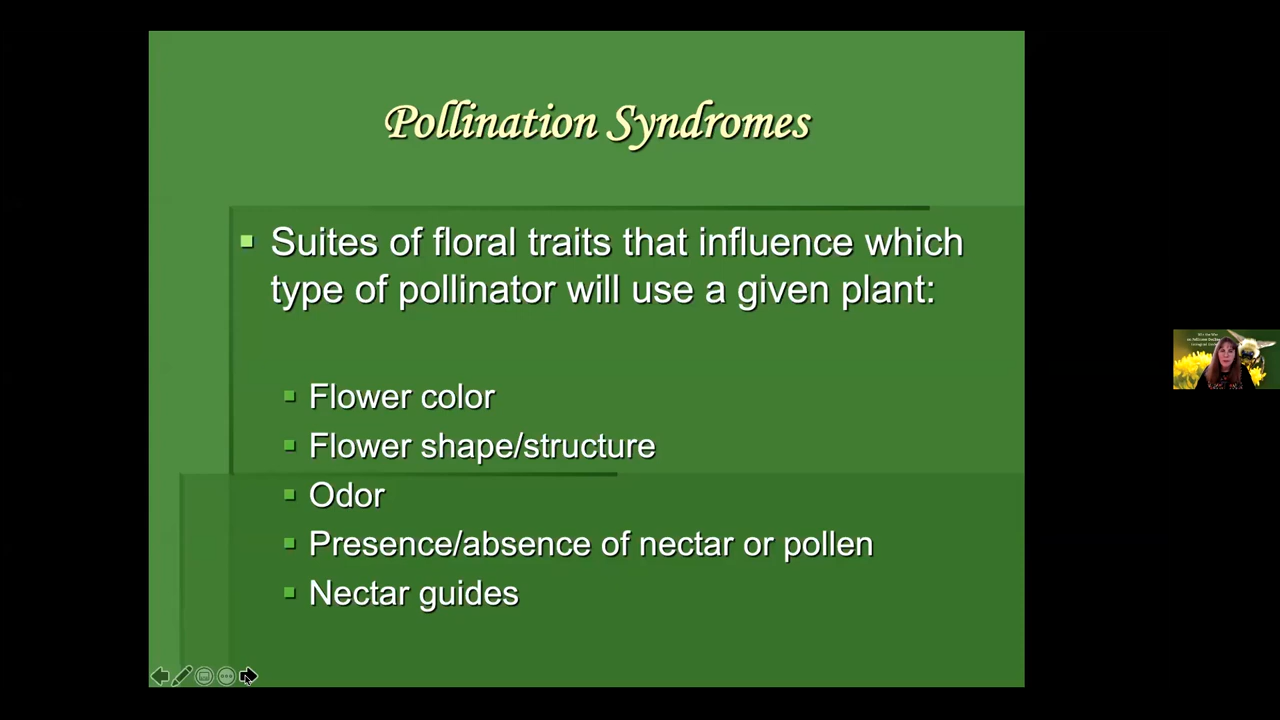 Pollination Syndromes
Suites of floral traits that influence which
type of pollinator will use a given plant:
Flower color
Flower shape/structure
Odor
Presence/absence of nectar or pollen
Nectar guides